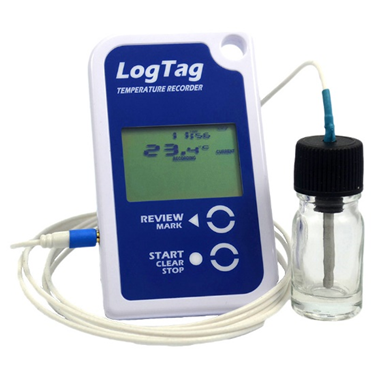 LogTag
TEMPERATURE RECORDER
23.4°C
REVIEW
MARK
START
CLEAR
STOP